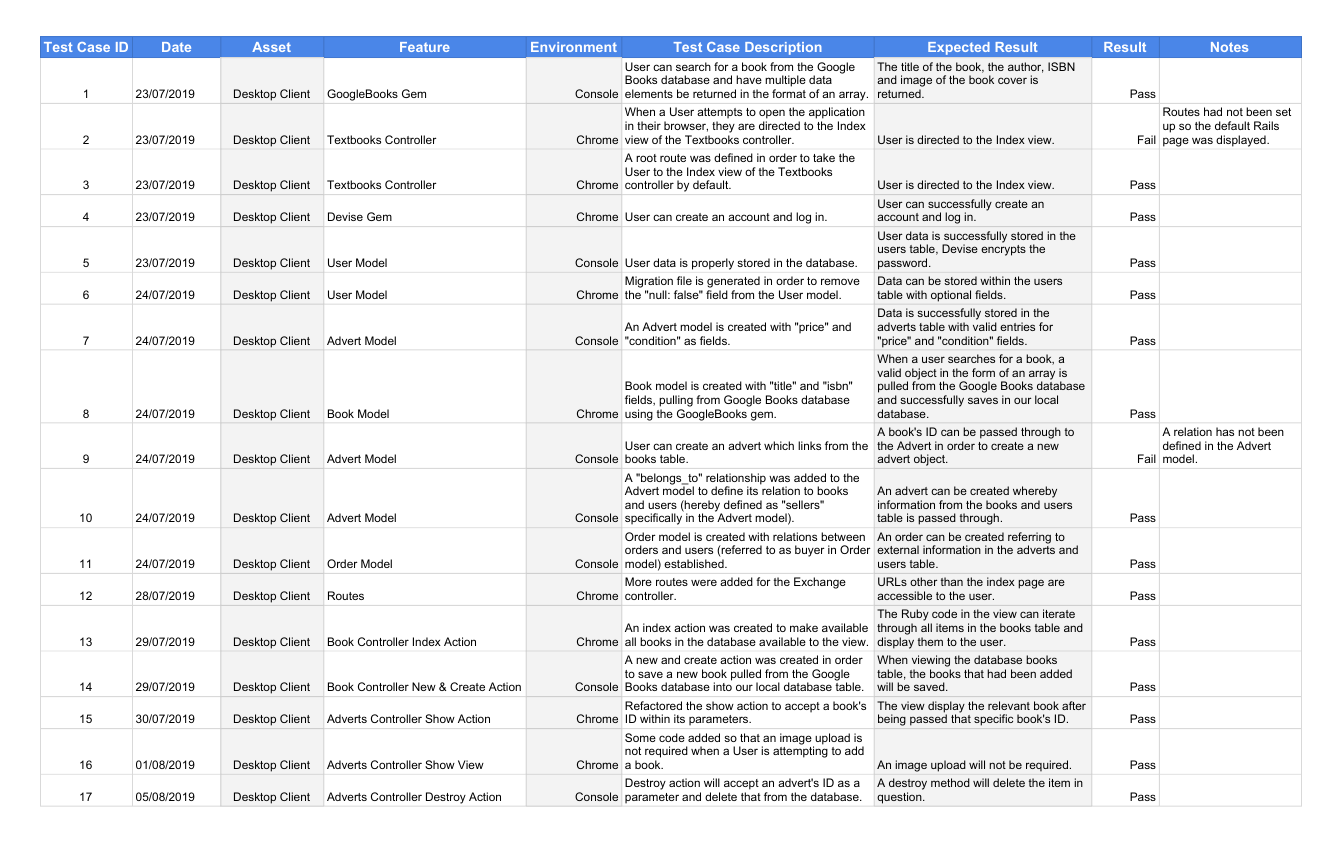 Test Case ID Date Asset Feature Environment Test Case Description Expected Result Result Notes
User can search for a book from the Google The title of the book, the author, ISBN
Books database and have multiple data and image of the book cover is
1 23/07/2019 Desktop Client GoogleBooks Gem Console elements be returned in the format of an array. returned. Pass
When a User attempts to open the application Routes had not been set
in their browser, they are directed to the Index up so the default Rails
2 23/07/2019 Desktop Client Textbooks Controller Chrome view of the Textbooks controller. User is directed to the Index view. Fail page was displayed.
A root route was defined in order to take the
User to the Index view of the Textbooks
3 23/07/2019 Desktop Client Textbooks Controller Chrome controller by default. User is directed to the Index view. Pass
User can successfully create an
4 23/07/2019 Desktop Client Devise Gem Chrome User can create an account and log in. account and log in. Pass
User data is successfully stored in the
users table, Devise encrypts the
5 23/07/2019 Desktop Client User Model Console User data is properly stored in the database. password. Pass
Migration file is generated in order to remove Data can be stored within the users
6 24/07/2019 Desktop Client User Model Chrome the "null: false" field from the User model. table with optional fields. Pass
Data is successfully stored in the
An Advert model is created with "price" and adverts table with valid entries for
7 24/07/2019 Desktop Client Advert Model Console "condition" as fields. "price" and "condition" fields. Pass
When a user searches for a book, a
valid object in the form of an array is
Book model is created with "title" and "isbn" pulled from the Google Books database
fields, pulling from Google Books database and successfully saves in our local
8 24/07/2019 Desktop Client Book Model Chrome using the GoogleBooks gem. database. Pass
A book's ID can be passed through to A relation has not been
User can create an advert which links from the the Advert in order to create a new defined in the Advert
9 24/07/2019 Desktop Client Advert Model Console books table. advert object. Fail model.
A "belongs_to" relationship was added to the
Advert model to define its relation to books An advert can be created whereby
and users (hereby defined as "sellers" information from the books and users
10 24/07/2019 Desktop Client Advert Model Console specifically in the Advert model). table is passed through. Pass
Order model is created with relations between An order can be created referring to
orders and users (referred to as buyer in Order external information in the adverts and
11 24/07/2019 Desktop Client Order Model Console model) established. users table. Pass
More routes were added for the Exchange URLs other than the index page are
12 28/07/2019 Desktop Client Routes Chrome controller. accessible to the user. Pass
The Ruby code in the view can iterate
An index action was created to make available through all items in the books table and
13 29/07/2019 Desktop Client Book Controller Index Action Chrome all books in the database available to the view. display them to the user. Pass
A new and create action was created in order When viewing the database books
to save a new book pulled from the Google table, the books that had been added
14 29/07/2019 Desktop Client Book Controller New & Create Action Console Books database into our local database table. will be saved. Pass
Refactored the show action to accept a book's The view display the relevant book after
15 30/07/2019 Desktop Client Adverts Controller Show Action Chrome ID within its parameters. being passed that specific book's ID. Pass
Some code added so that an image upload is
not required when a User is attempting to add
16 01/08/2019 Desktop Client Adverts Controller Show View Chrome a book. An image upload will not be required. Pass
Destroy action will accept an advert's ID as a A destroy method will delete the item in
17 05/08/2019 Desktop Client Adverts Controller Destroy Action Console parameter and delete that from the database. question. Pass